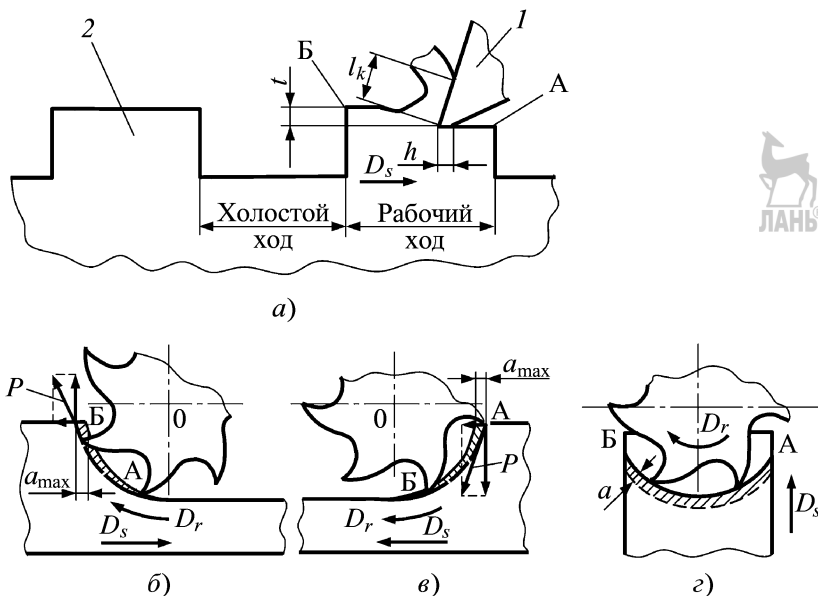 2
Б
t
l_k
1
А
h
D_s
Холостой
ход
Рабочий
ход
ЛАНЬ®
а)
P
Б
0
А
a_max
D_r
D_s
б)
a_max
0
А
Б
P
D_r
D_s
в)
D_r
Б
А
a
D_s
г)